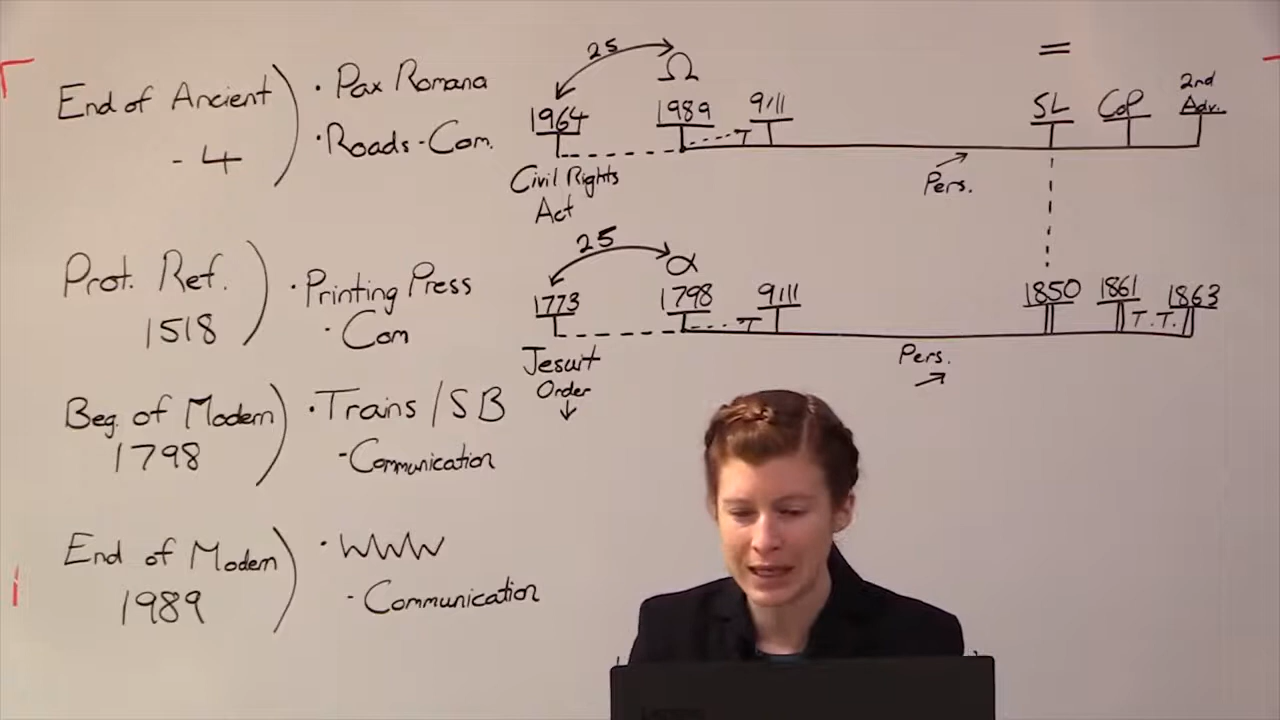 End of Ancient
- 4
• Pax Romana
• Roads - Com.
Prot. Ref.
1518
• Printing Press
• Com
Beg. of Modern
1798
• Trains / SB
- Communication
End of Modern
1989
• WWW
- Communication
25
Ω
=
1964
1989
T
9/11
SL
CoP
2nd
Adv.
Civil Rights
Act
Pers.
25
α
1773
1798
T
9/11
1850
1861
T.T.
1863
Jesuit
Order
↓
Pers.